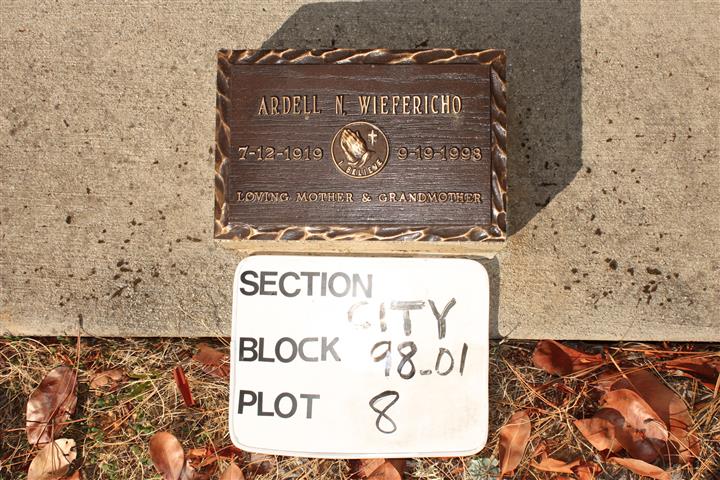 ARDELL N. WIEFERICHO
7-12-1919
I BELIEVE
9-19-1993
LOVING MOTHER & GRANDMOTHER
SECTION
CITY
BLOCK 98-01
PLOT 8